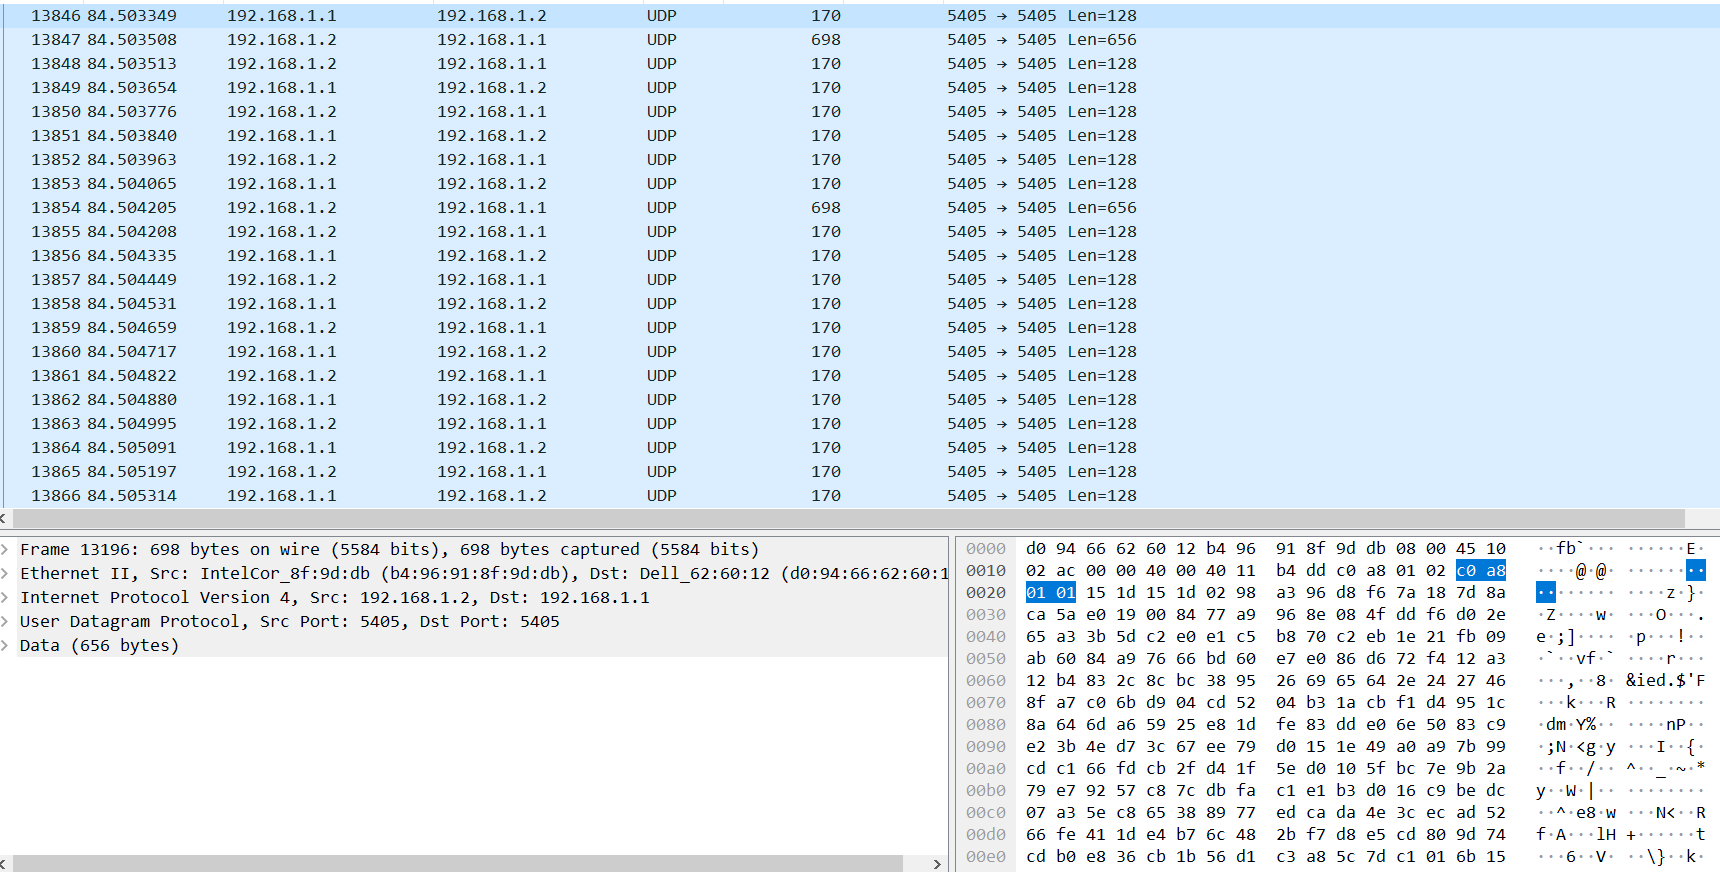 13846 84.503349 192.168.1.1 192.168.1.2 UDP 170 5405 → 5405 Len=128
13847 84.503508 192.168.1.2 192.168.1.1 UDP 698 5405 → 5405 Len=656
13848 84.503513 192.168.1.2 192.168.1.1 UDP 170 5405 → 5405 Len=128
13849 84.503654 192.168.1.1 192.168.1.2 UDP 170 5405 → 5405 Len=128
13850 84.503776 192.168.1.2 192.168.1.1 UDP 170 5405 → 5405 Len=128
13851 84.503840 192.168.1.1 192.168.1.2 UDP 170 5405 → 5405 Len=128
13852 84.503963 192.168.1.2 192.168.1.1 UDP 170 5405 → 5405 Len=128
13853 84.504065 192.168.1.1 192.168.1.2 UDP 170 5405 → 5405 Len=128
13854 84.504205 192.168.1.2 192.168.1.1 UDP 698 5405 → 5405 Len=656
13855 84.504208 192.168.1.2 192.168.1.1 UDP 170 5405 → 5405 Len=128
13856 84.504335 192.168.1.1 192.168.1.2 UDP 170 5405 → 5405 Len=128
13857 84.504449 192.168.1.2 192.168.1.1 UDP 170 5405 → 5405 Len=128
13858 84.504531 192.168.1.1 192.168.1.2 UDP 170 5405 → 5405 Len=128
13859 84.504659 192.168.1.2 192.168.1.1 UDP 170 5405 → 5405 Len=128
13860 84.504717 192.168.1.1 192.168.1.2 UDP 170 5405 → 5405 Len=128
13861 84.504822 192.168.1.2 192.168.1.1 UDP 170 5405 → 5405 Len=128
13862 84.504880 192.168.1.1 192.168.1.2 UDP 170 5405 → 5405 Len=128
13863 84.504995 192.168.1.2 192.168.1.1 UDP 170 5405 → 5405 Len=128
13864 84.505091 192.168.1.1 192.168.1.2 UDP 170 5405 → 5405 Len=128
13865 84.505197 192.168.1.2 192.168.1.1 UDP 170 5405 → 5405 Len=128
13866 84.505314 192.168.1.1 192.168.1.2 UDP 170 5405 → 5405 Len=128
Frame 13196: 698 bytes on wire (5584 bits), 698 bytes captured (5584 bits)
Ethernet II, Src: IntelCor_8f:9d:db (b4:96:91:8f:9d:db), Dst: Dell_62:60:12 (d0:94:66:62:60:1
Internet Protocol Version 4, Src: 192.168.1.2, Dst: 192.168.1.1
User Datagram Protocol, Src Port: 5405, Dst Port: 5405
Data (656 bytes)
0000 d0 94 66 62 60 12 b4 96 91 8f 9d db 08 00 45 10 ··fb`··· ······E·
0010 02 ac 00 00 40 00 40 11 b4 dd c0 a8 01 02 c0 a8 ····@·@· ········
0020 01 01 15 1d 15 1d 02 98 a3 96 d8 f6 7a 18 7d 8a ········ ····z·}·
0030 ca 5a e0 19 00 84 77 a9 96 8e 08 4f dd f6 d0 2e ·Z····w· ···O···.
0040 65 a3 3b 5d c2 e0 e1 c5 b8 70 c2 eb 1e 21 fb 09 e·;]···· ·p···!··
0050 ab 60 84 a9 76 66 bd 60 e7 e0 86 d6 72 f4 12 a3 ·`··vf·` ····r···
0060 12 b4 83 2c 8c bc 38 95 26 69 65 64 2e 24 27 46 ···,··8· &ied.$'F
0070 8f a7 c0 6b d9 04 cd 52 04 b3 1a cb f1 d4 95 1c ···k···R ········
0080 8a 64 6d a6 59 25 e8 1d fe 83 dd e0 6e 50 83 c9 ·dm·Y%·· ····nP··
0090 e2 3b 4e d7 3c 67 ee 79 d0 15 1e 49 a0 a9 7b 99 ·;N·<g·y ···I··{·
00a0 cd c1 66 fd cb 2f d4 1f 5e d0 10 5f bc 7e 9b 2a ··f··/·· ^··_·~·*
00b0 79 e7 92 57 c8 7c db fa c1 e1 b3 d0 16 c9 be dc y··W·|·· ········
00c0 07 a3 5e c8 65 38 89 77 ed ca da 4e 3c ec ad 52 ··^·e8·w ···N<··R
00d0 66 fe 41 1d e4 b7 6c 48 2b f7 d8 e5 cd 80 9d 74 f·A···lH +······t
00e0 cd b0 e8 36 cb 1b 56 d1 c3 a8 5c 7d c1 01 6b 15 ···6··V· ··\}··k·